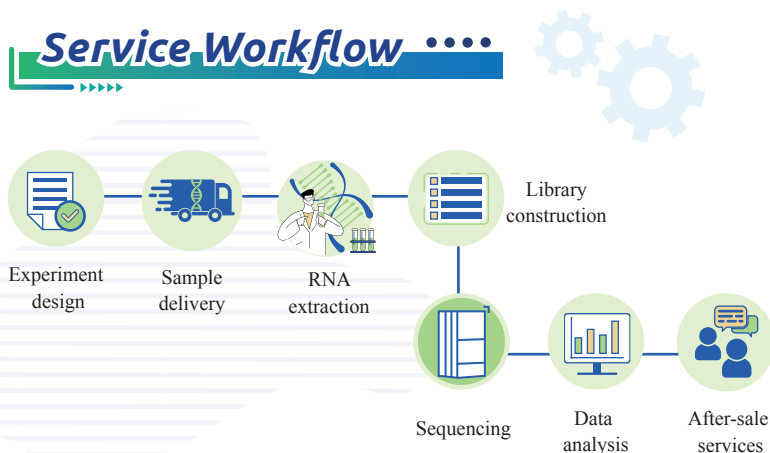 Service Workflow
Experiment
design
Sample
delivery
RNA
extraction
Library
construction
Sequencing
Data
analysis
After-sale
services